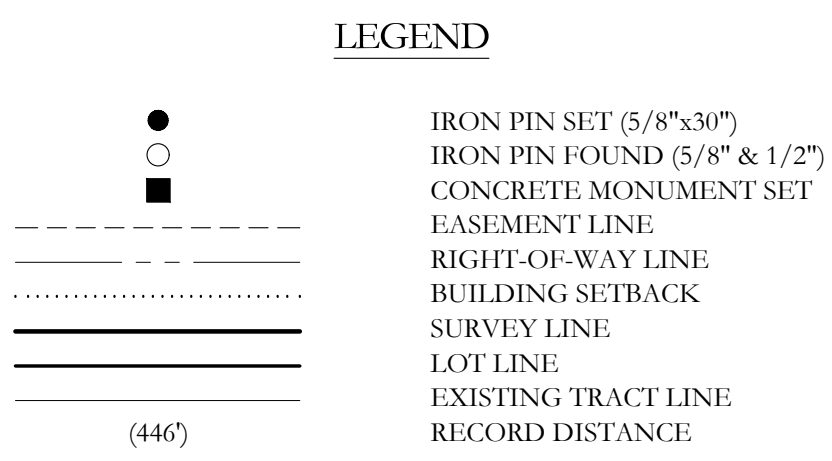 LEGEND
IRON PIN SET (5/8"x30")
IRON PIN FOUND (5/8" & 1/2")
CONCRETE MONUMENT SET
EASEMENT LINE
RIGHT-OF-WAY LINE
BUILDING SETBACK
SURVEY LINE
LOT LINE
EXISTING TRACT LINE
(446') RECORD DISTANCE